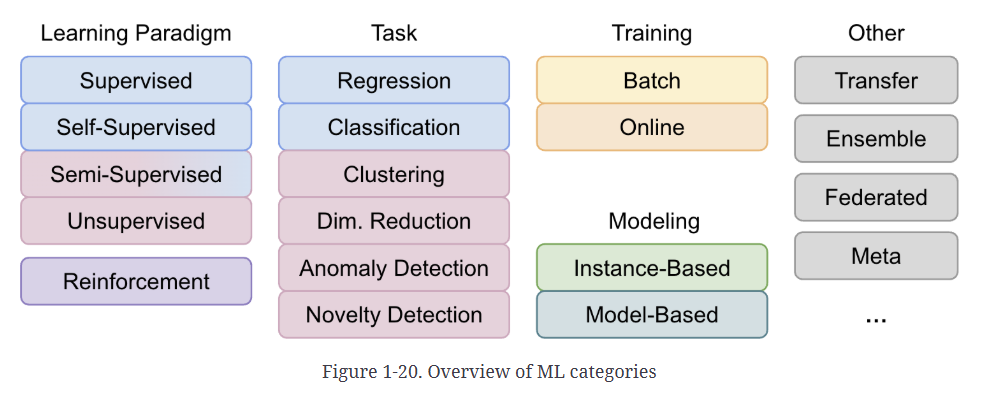 Learning Paradigm
Supervised
Self-Supervised
Semi-Supervised
Unsupervised
Reinforcement
Task
Regression
Classification
Clustering
Dim. Reduction
Anomaly Detection
Novelty Detection
Training
Batch
Online
Modeling
Instance-Based
Model-Based
Other
Transfer
Ensemble
Federated
Meta
...
Figure 1-20. Overview of ML categories